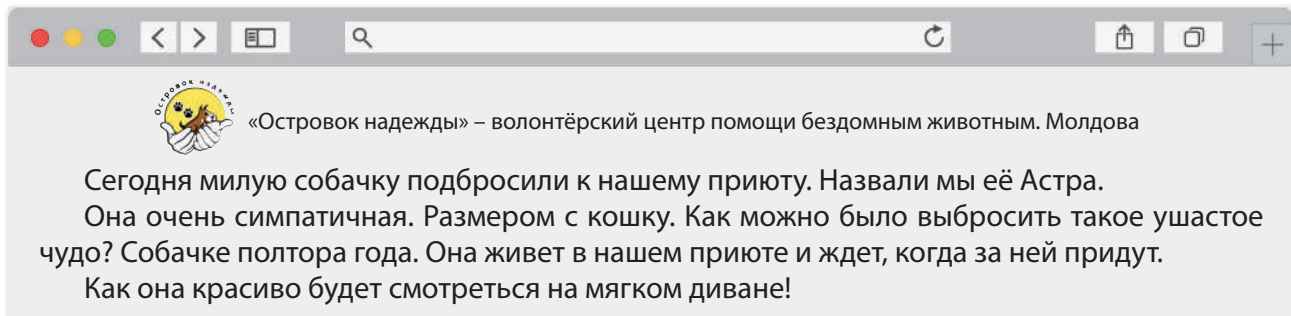 Островок надежды
«Островок надежды» – волонтёрский центр помощи бездомным животным. Молдова
Сегодня милую собачку подбросили к нашему приюту. Назвали мы её Астра.
Она очень симпатичная. Размером с кошку. Как можно было выбросить такое ушастое
чудо? Собачке полтора года. Она живет в нашем приюте и ждет, когда за ней придут.
Как она красиво будет смотреться на мягком диване!